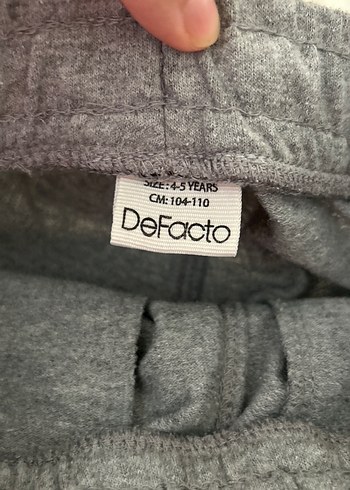 SIZE: 4-5 YEARS
CM: 104-110
DeFacto